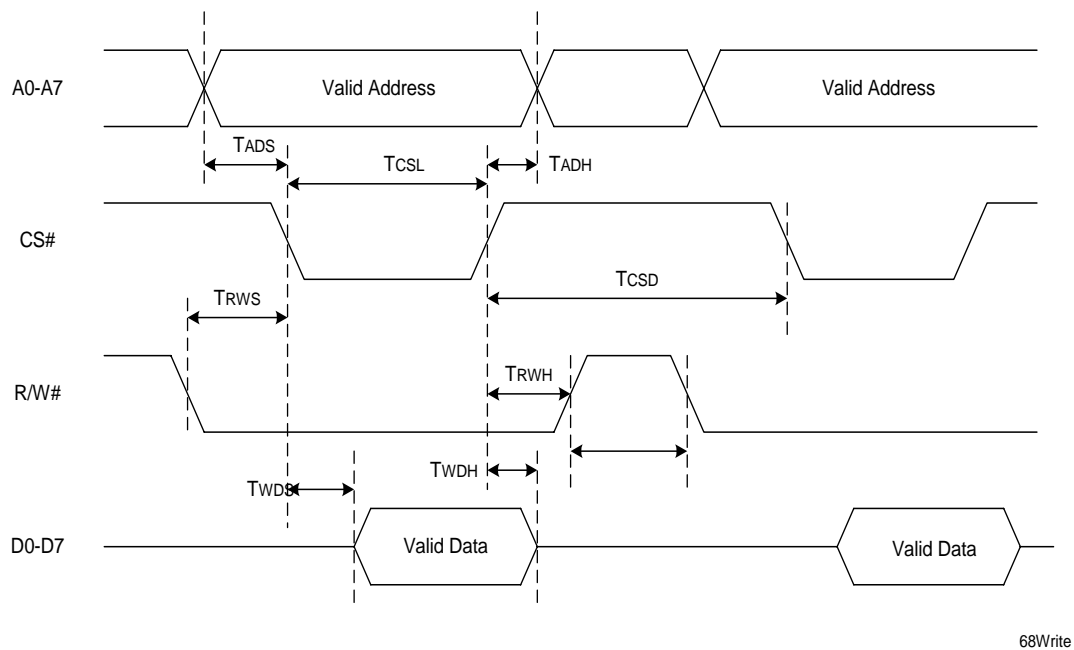 A0-A7
Valid Address
Valid Address
TADS
TCSL
TADH
CS#
TCSD
TRWS
R/W#
TRWH
TWDH
TWDS
D0-D7
Valid Data
Valid Data
68Write